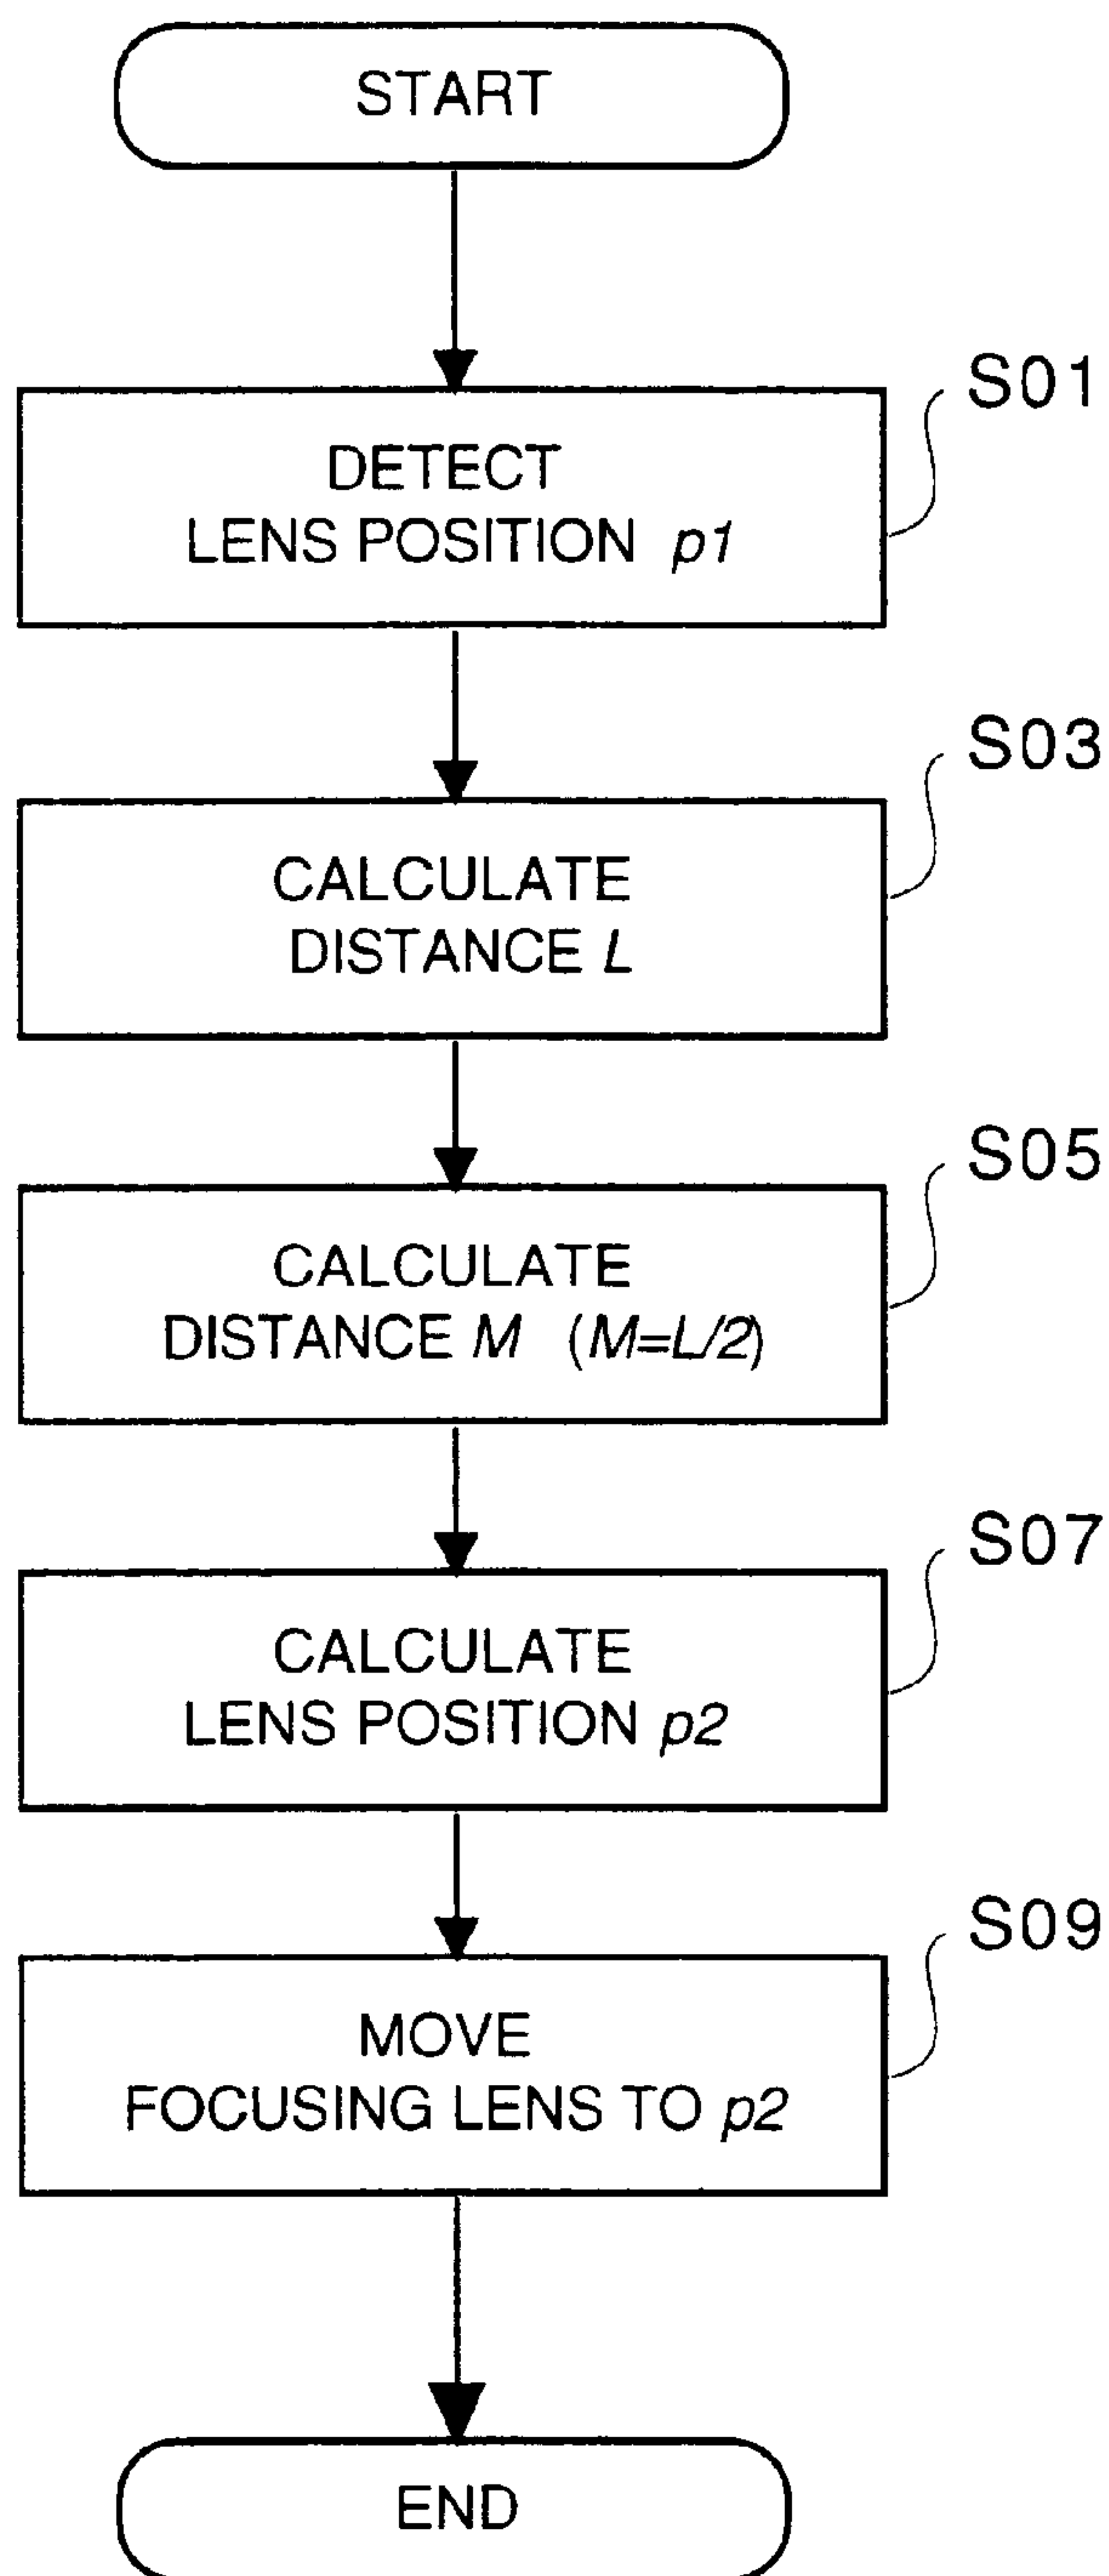 START
S01
DETECT
LENS POSITION p1
S03
CALCULATE
DISTANCE L
S05
CALCULATE
DISTANCE M (M=L/2)
S07
CALCULATE
LENS POSITION p2
S09
MOVE
FOCUSING LENS TO p2
END